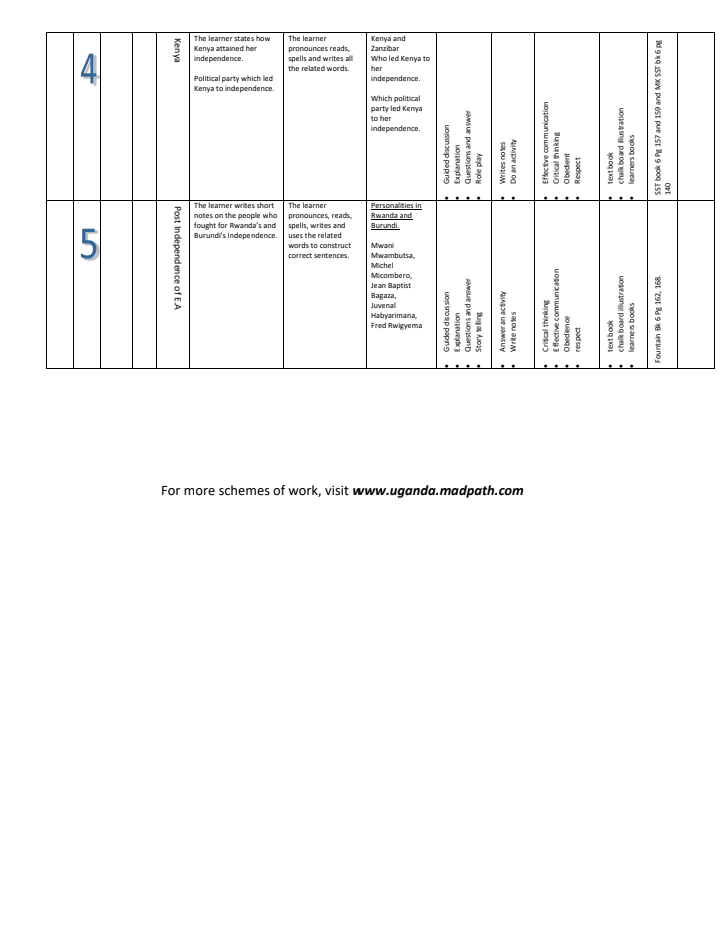 4
Kenya
The learner states how
Kenya attained her
independence.
Political party which led
Kenya to independence.
The learner
pronounces reads,
spells and writes all
the related words.
Kenya and
Zanzibar
Who led Kenya to
her
independence.
Which political
party led Kenya
to her
independence.
• Guided discussion
• Explanation
• Questions and answer
• Role play
• Writes notes
• Do an activity
• Effective communication
• Critical thinking
• Obedient
• Respect
• text book
• chalk board illustration
• learners books
SST book 6 Pg 157 and 159 and MK SST bk 6 pg
140
5
Post Independence of E.A
The learner writes short
notes on the people who
fought for Rwanda's and
Burundi's Independence.
The learner
pronounces, reads,
spells, writes and
uses the related
words to construct
correct sentences.
Personalities in
Rwanda and
Burundi.
Mwani
Mwambutsa,
Michel
Micombero,
Jean Baptist
Bagaza,
Juvenal
Habyarimana,
Fred Rwigyema
• Guided discussion
• Explanation
• Questions and answer
• Story telling
• Answer an activity
• Write notes
• Critical thinking
• Effective communication
• Obedience
• respect
• text book
• chalk board illustration
• learners books
Fountain Bk 6 Pg 162, 168.
For more schemes of work, visit www.uganda.madpath.com